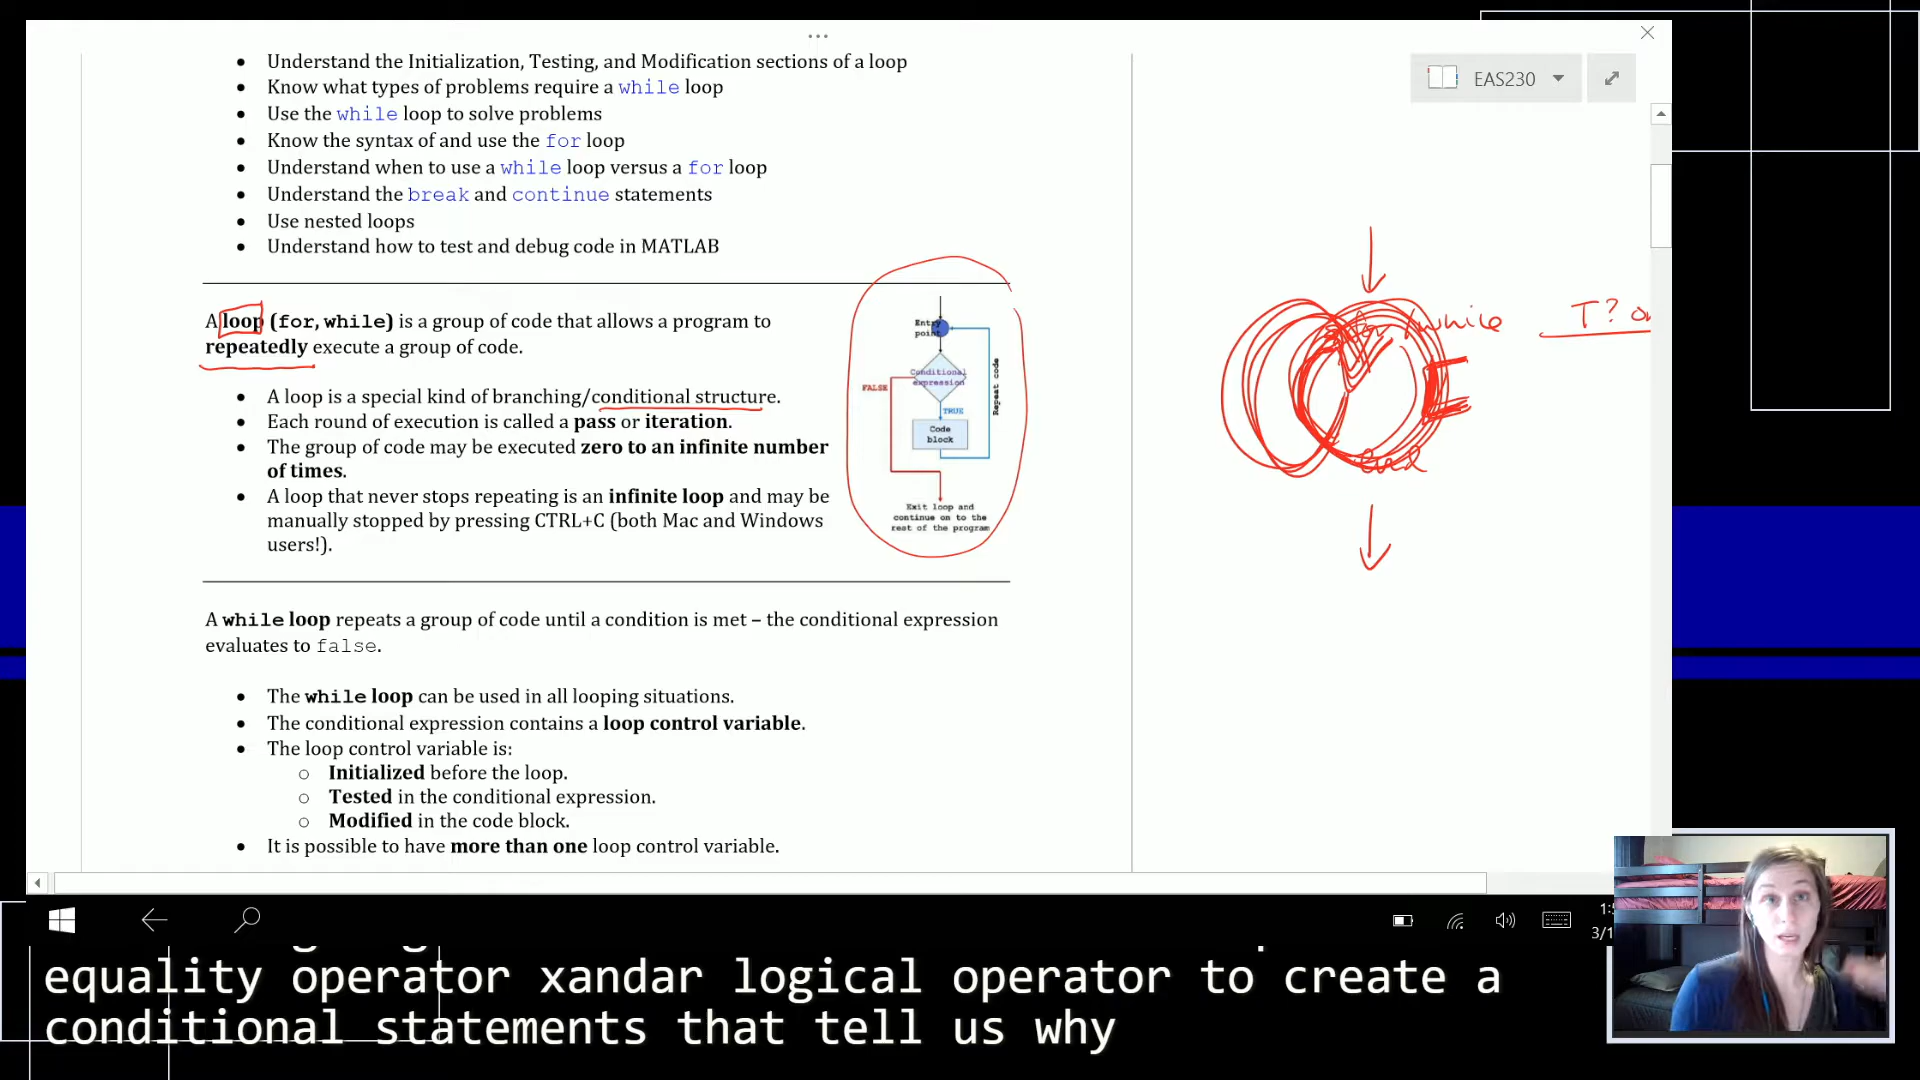 • Understand the Initialization, Testing, and Modification sections of a loop
EAS230
• Know what types of problems require a while loop
• Use the while loop to solve problems
• Know the syntax of and use the for loop
• Understand when to use a while loop versus a for loop
• Understand the break and continue statements
• Use nested loops
• Understand how to test and debug code in MATLAB
A loop (for, while) is a group of code that allows a program to
repeatedly execute a group of code.
• A loop is a special kind of branching/conditional structure.
• Each round of execution is called a pass or iteration.
• The group of code may be executed zero to an infinite number
of times.
• A loop that never stops repeating is an infinite loop and may be
manually stopped by pressing CTRL+C (both Mac and Windows
users!).
Entry
point
Conditional
expression
FALSE
TRUE
Repeat code
Code
block
Exit loop and
continue on to the
rest of the program
for/while T?
end
A while loop repeats a group of code until a condition is met – the conditional expression
evaluates to false.
• The while loop can be used in all looping situations.
• The conditional expression contains a loop control variable.
• The loop control variable is:
○ Initialized before the loop.
○ Tested in the conditional expression.
○ Modified in the code block.
• It is possible to have more than one loop control variable.
equality operator xandar logical operator to create a
conditional statements that tell us why